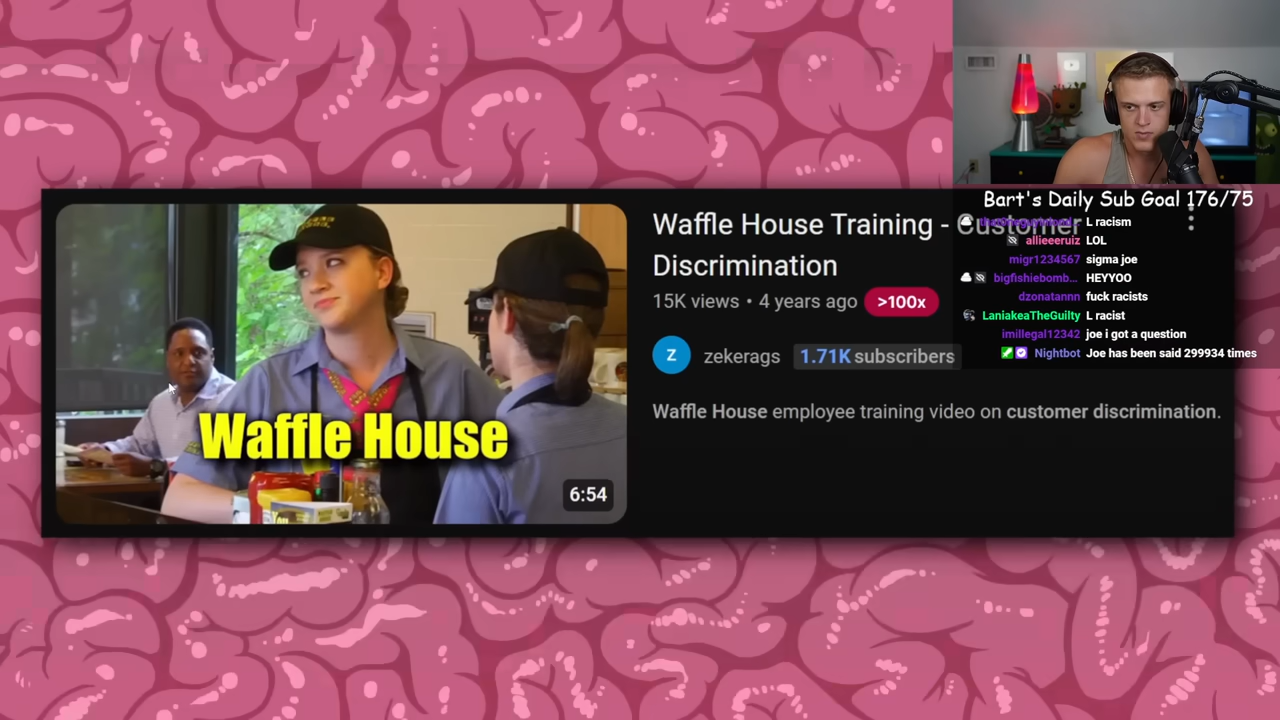 Bart's Daily Sub Goal 176/75
L racism
allieeeruiz LOL
migr1234567 sigma joe
bigfishiebomb... HEYYOO
dzonatannn fuck racists
LaniakeaTheGuilty L racist
imillegal12342 joe i got a question
Nightbot Joe has been said 299934 times
Waffle House Training - Customer
Discrimination
15K views • 4 years ago >100x
Z zekerags 1.71K subscribers
Waffle House employee training video on customer discrimination.
Waffle House
6:54